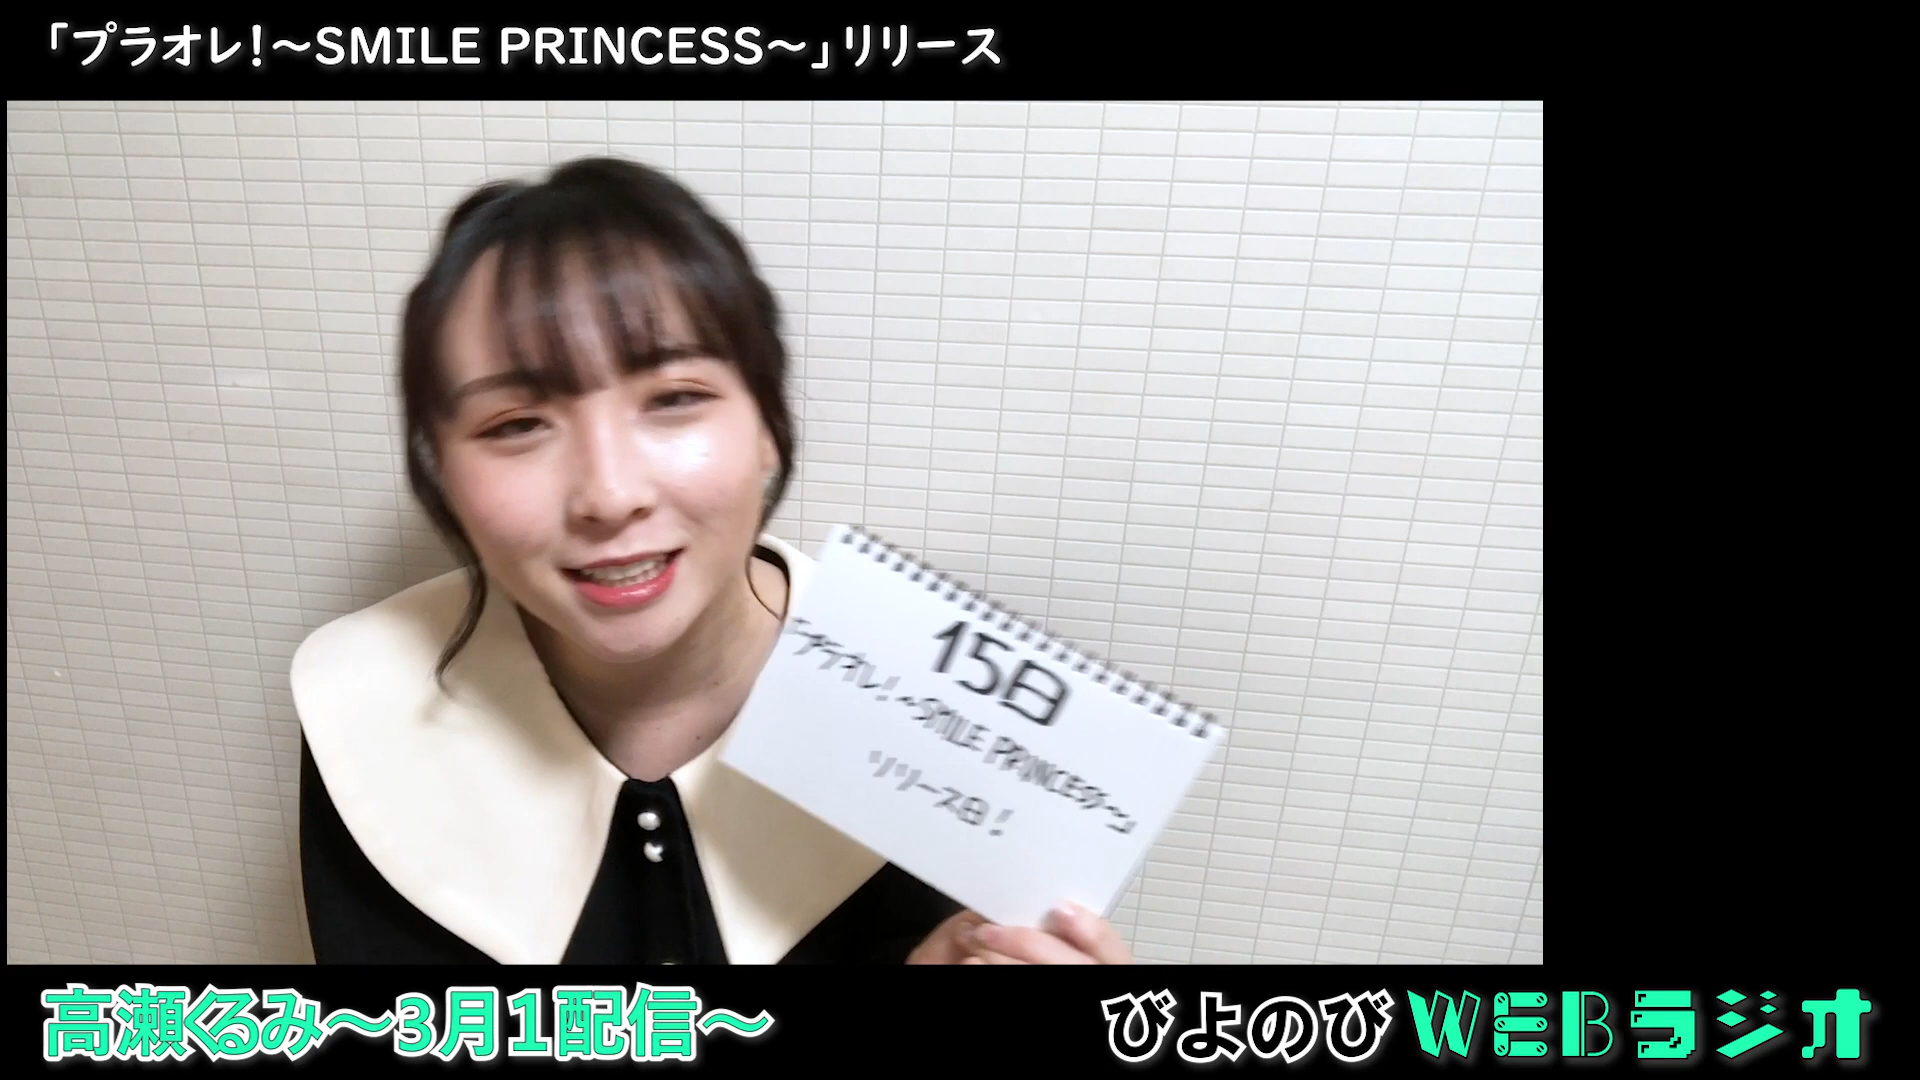 「プラオレ!〜SMILE PRINCESS〜」リリース
15日
「プラオレ!〜SMILE PRINCESS〜」
リリース日!
高瀬くるみ〜3月1配信〜
びよのびWEBラジオ